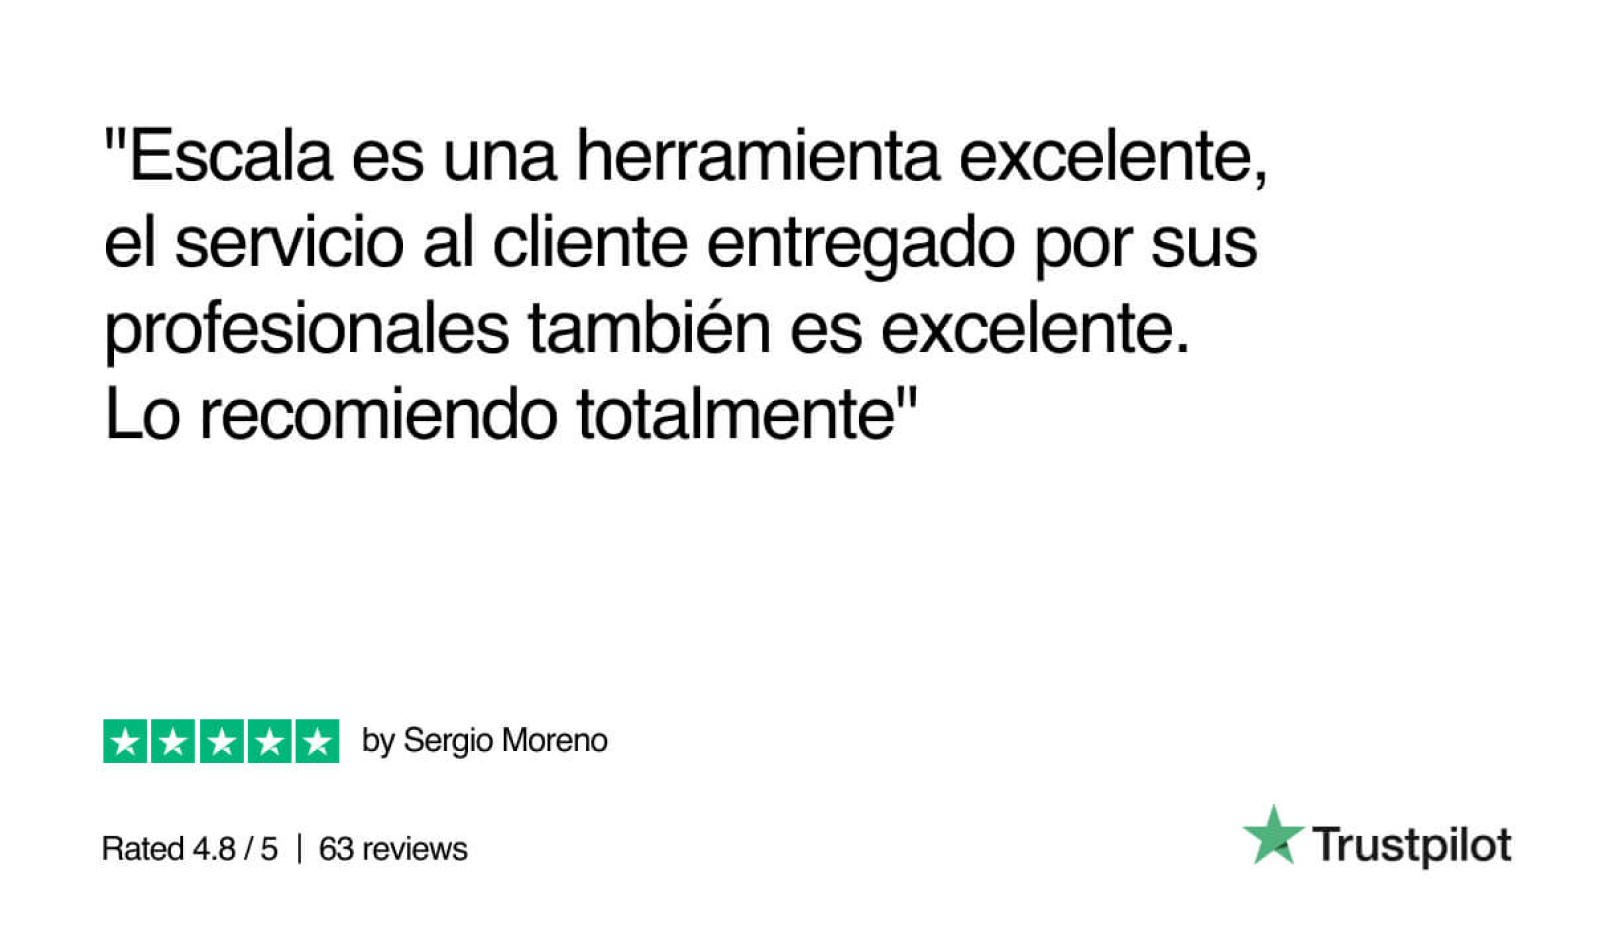 "Escala es una herramienta excelente,
el servicio al cliente entregado por sus
profesionales también es excelente.
Lo recomiendo totalmente"
by Sergio Moreno
Rated 4.8 / 5 | 63 reviews
Trustpilot